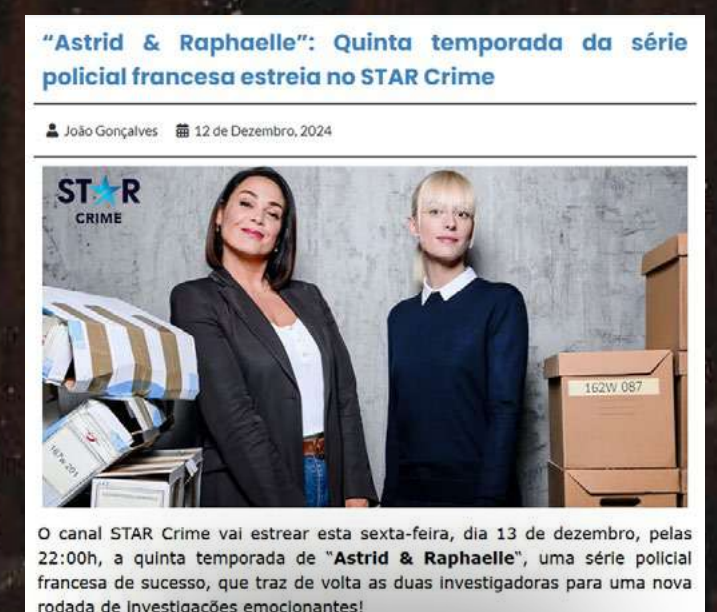 “Astrid & Raphaelle”: Quinta temporada da série
policial francesa estreia no STAR Crime
João Gonçalves 12 de Dezembro, 2024
ST★R
CRIME
162W 087
167W 201
O canal STAR Crime vai estrear esta sexta-feira, dia 13 de dezembro, pelas
22:00h, a quinta temporada de “Astrid & Raphaelle“, uma série policial
francesa de sucesso, que traz de volta as duas investigadoras para uma nova
rodada de investigações emocionantes!